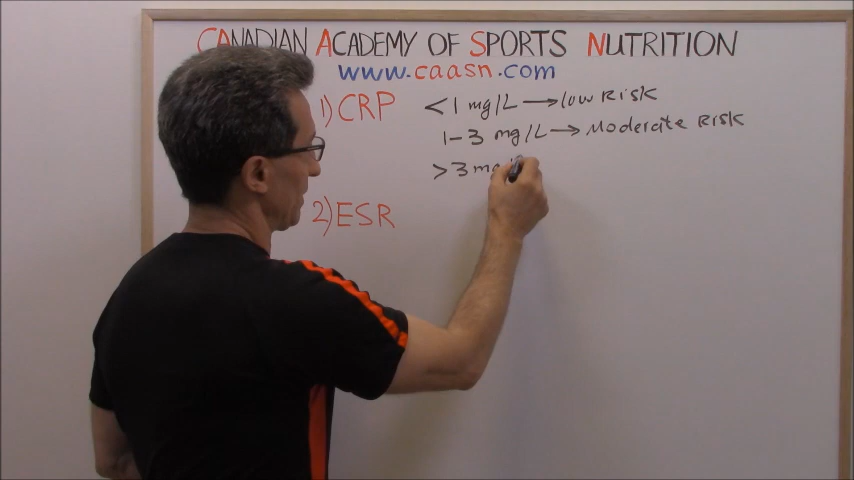 CANADIAN ACADEMY OF SPORTS NUTRITION
www.caasn.com
1) CRP <1 mg/L → low Risk
1-3 mg/L → Moderate Risk
>3 mg
2) ESR